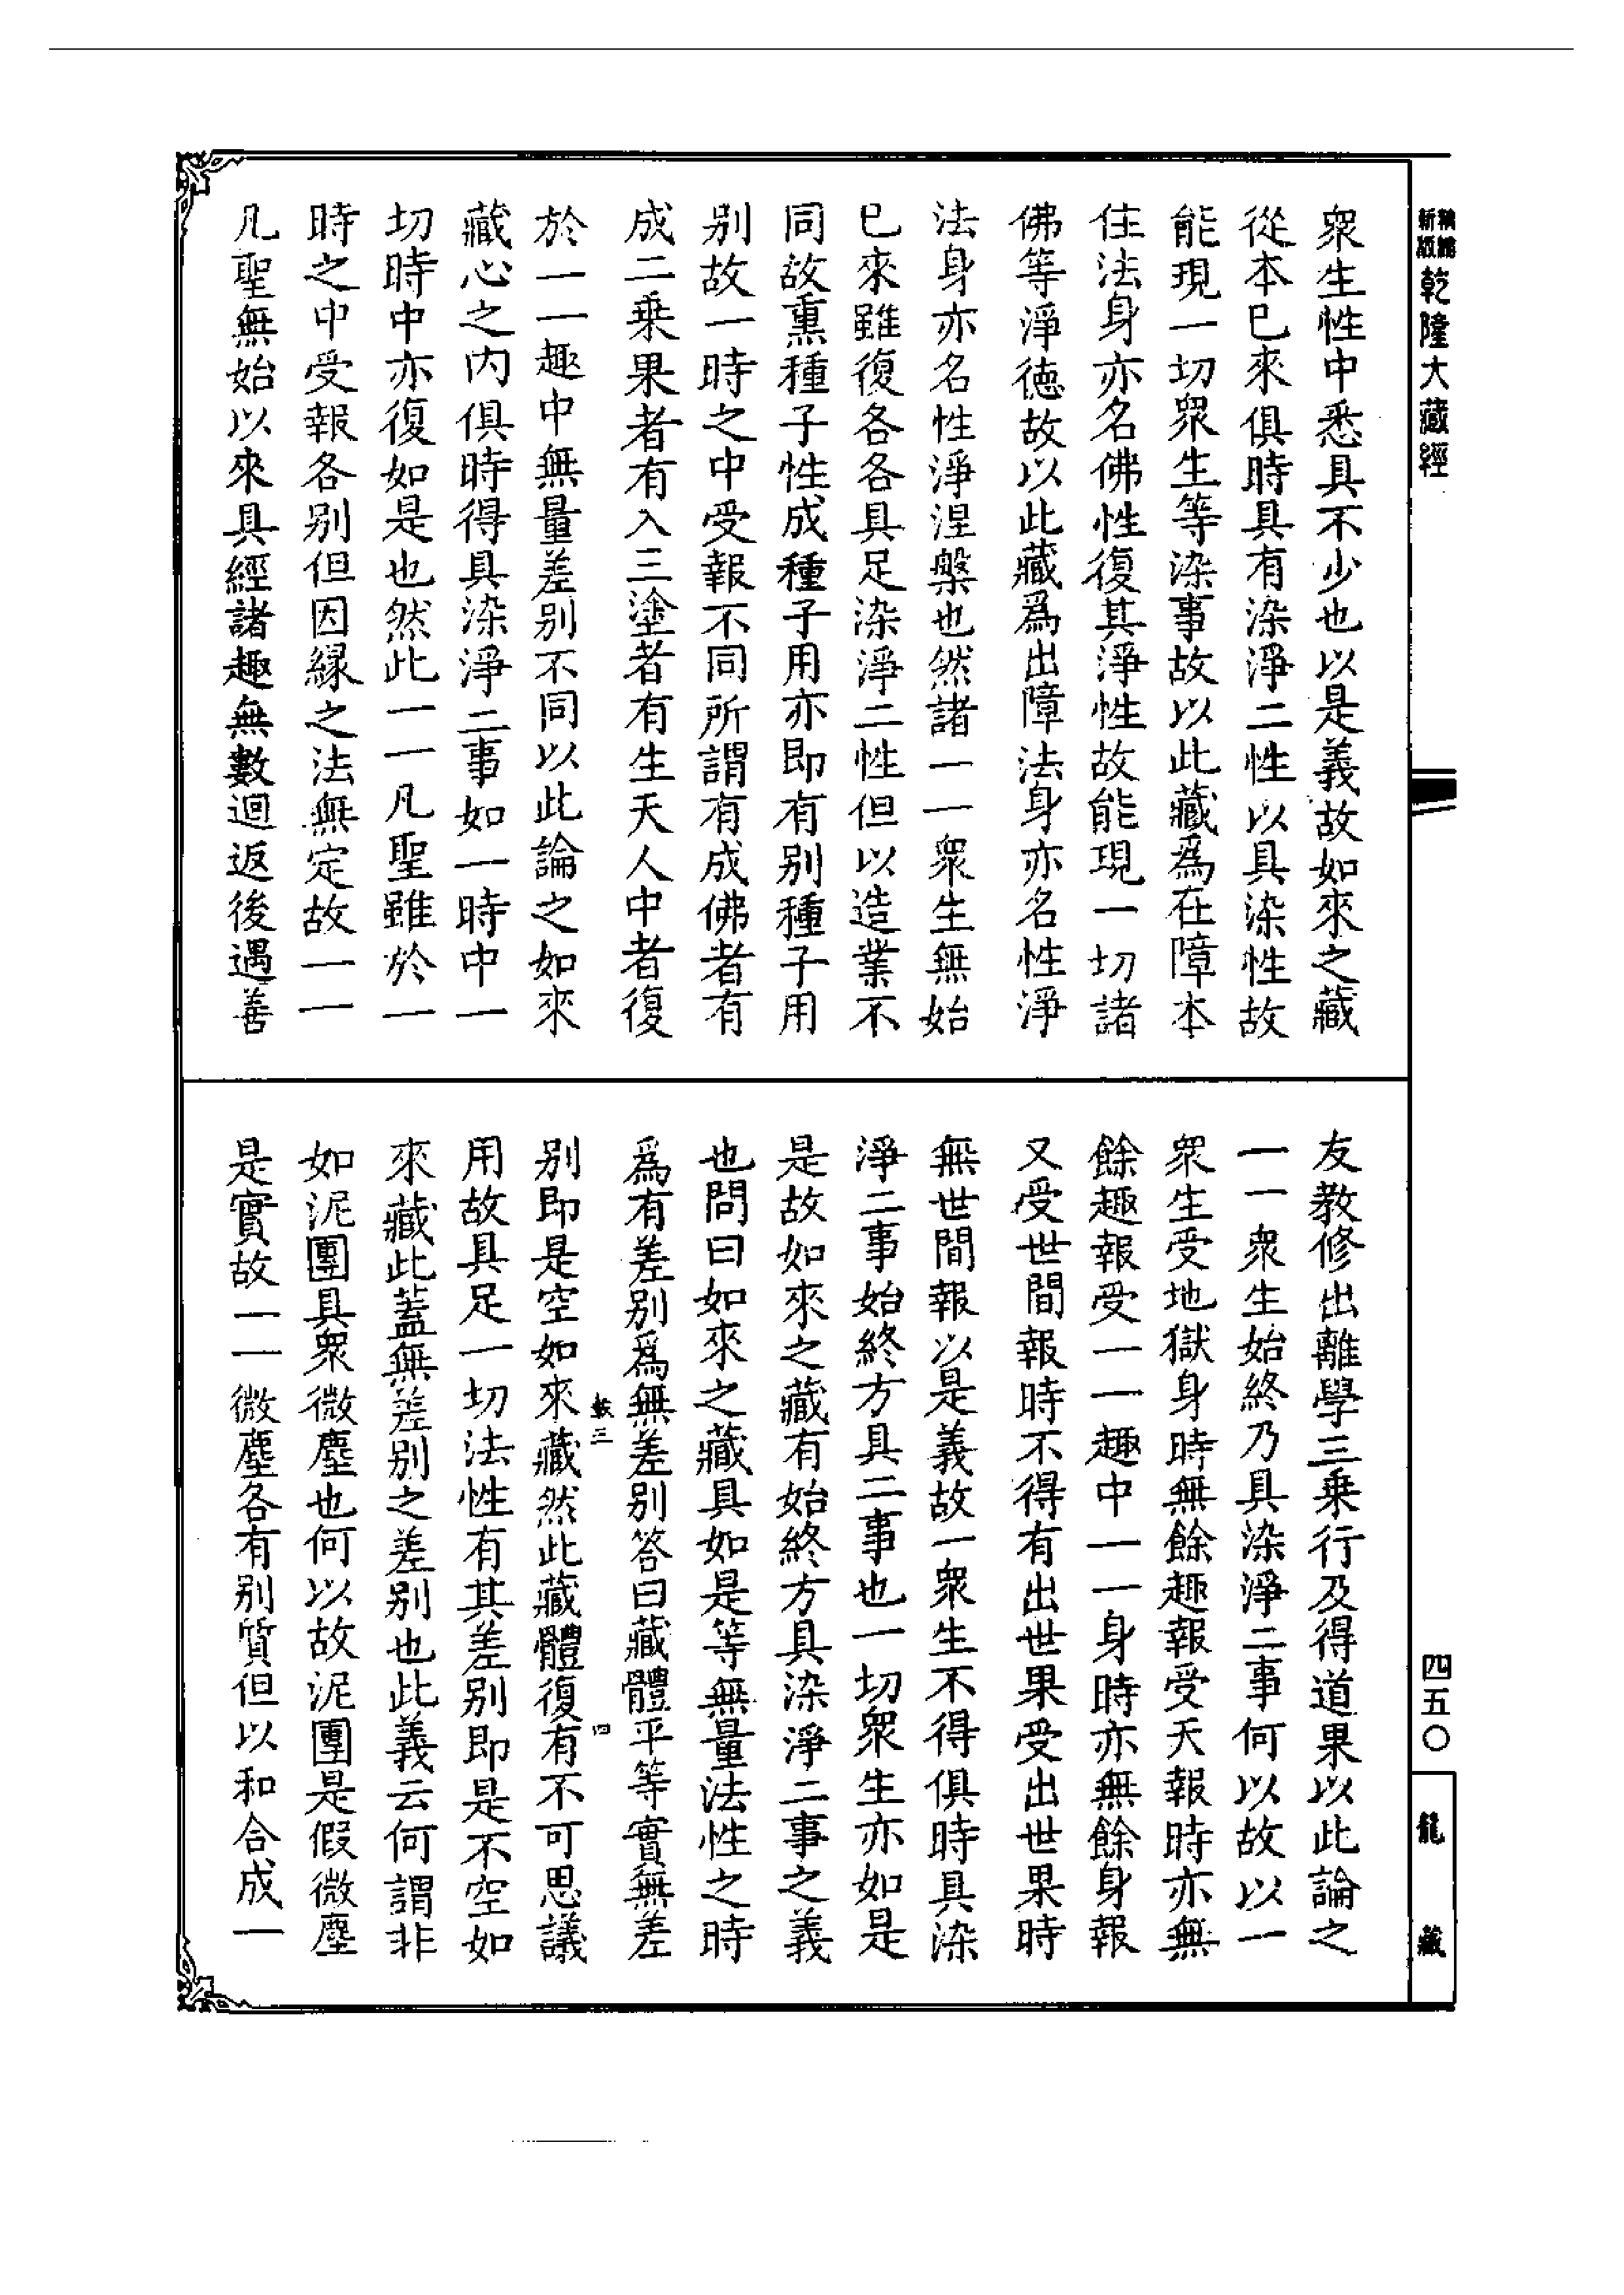 新編
縮版
乾隆大藏經
衆生性中悉具不少也以是義故如來之藏
從本已來俱時具有染淨二性以具染性故
能現一切衆生等染事故以此藏爲在障本
住法身亦名佛性復其淨性故能現一切諸
佛等淨德故以此藏爲出障法身亦名性淨
法身亦名性淨涅槃也然諸一一衆生無始
已來雖復各各具足染淨二性但以造業不
同故熏種子性成種子用亦即有别種子用
别故一時之中受報不同所謂有成佛者有
成二乗果者有入三塗者有生天人中者復
於一一趣中無量差别不同以此論之如來
藏心之内俱時得具染淨二事如一時中一
切時中亦復如是也然此一一凡聖雖於一
時之中受報各别但因緣之法無定故一一
凡聖無始以來具經諸趣無數迴返後遇善
友教修出離學三乗行及得道果以此論之
一一衆生始終乃具染淨二事何以故以一
衆生受地獄身時無餘趣報受天報時亦無
餘趣報受一一趣中一一身時亦無餘身報
又受世間報時不得有出世果受出世果時
無世間報以是義故一衆生不得俱時具染
淨二事始終方具二事也一切衆生亦如是
是故如來之藏有始終方具染淨二事之義
也問曰如來之藏具如是等無量法性之時
爲有差别爲無差别答曰藏體平等實無差
别即是空如來藏然此藏體復有不可思議
用故具足一切法性有其差别即是不空如
來藏此蓋無差别之差别也此義云何謂非
如泥團具衆微塵也何以故泥團是假微塵
是實故一一微塵各有别質但以和合成一
三
四
四五〇
龍藏